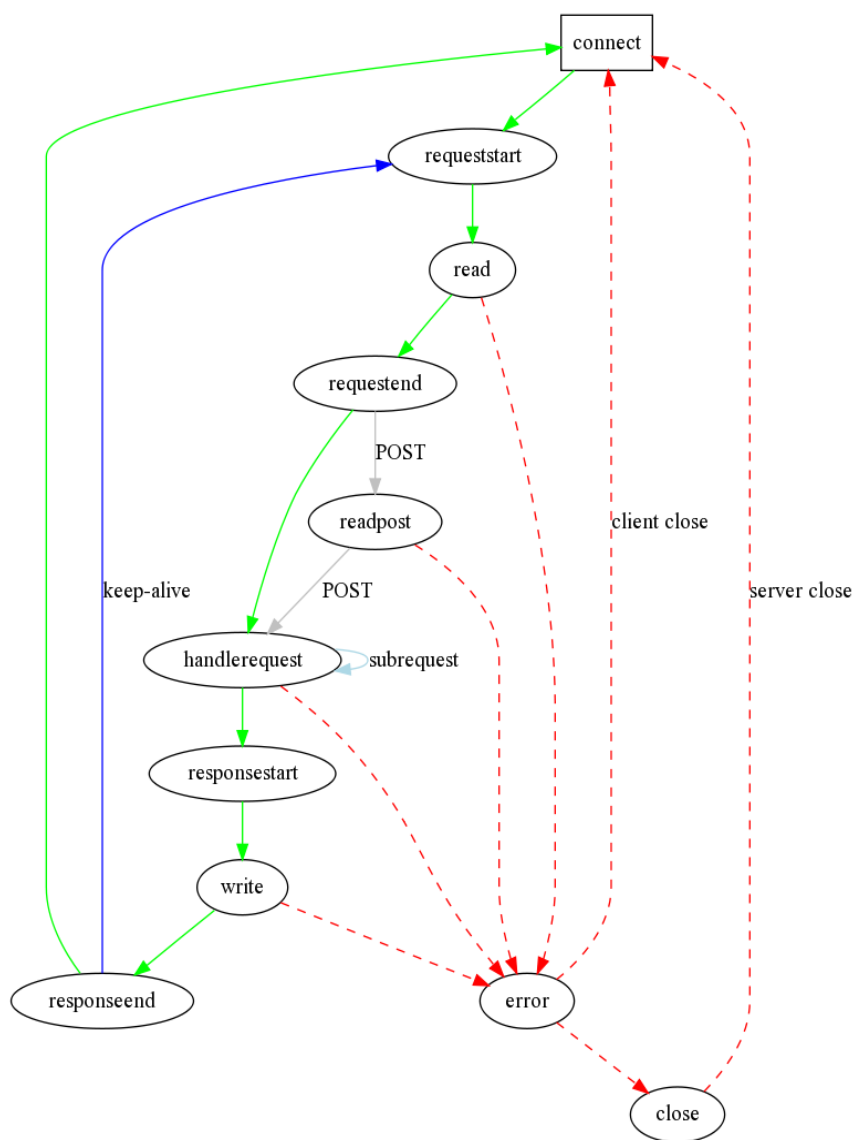 connect
requeststart
read
requestend
POST
readpost
client close
keep-alive
POST
server close
handlerequest
subrequest
responsestart
write
responseend
error
close